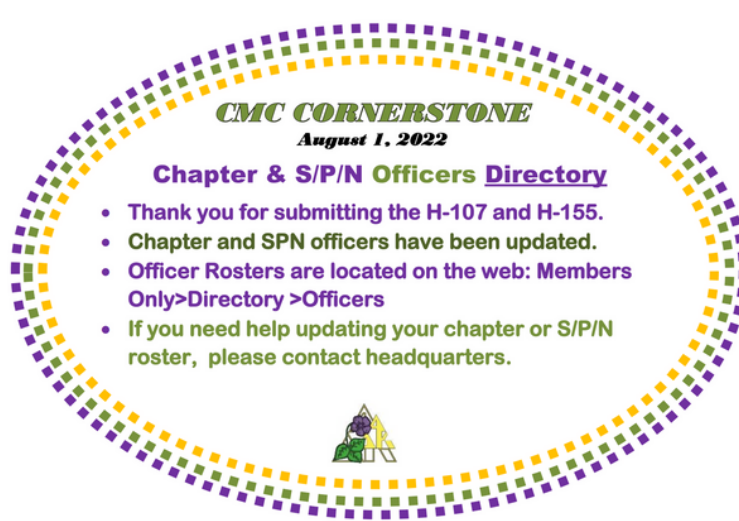 CMC CORNERSTONE
August 1, 2022
Chapter & S/P/N Officers Directory
• Thank you for submitting the H-107 and H-155.
• Chapter and SPN officers have been updated.
• Officer Rosters are located on the web: Members
Only>Directory >Officers
• If you need help updating your chapter or S/P/N
roster,  please contact headquarters.